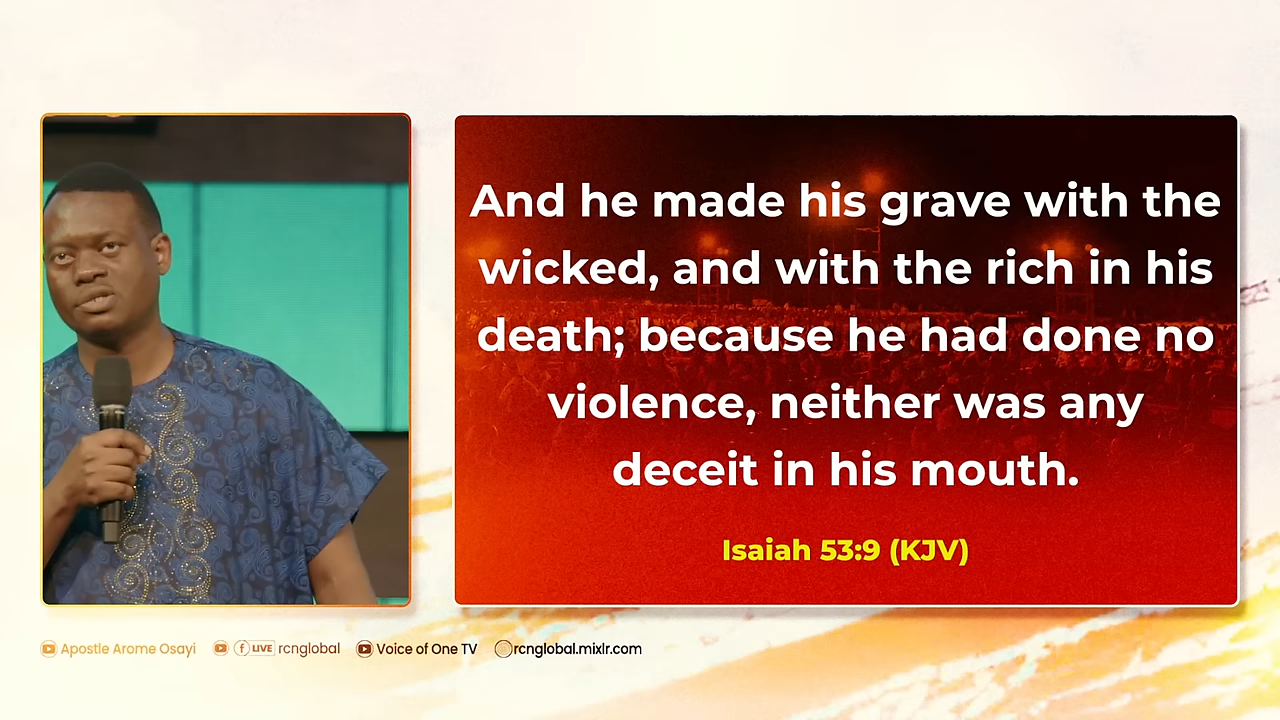 And he made his grave with the
wicked, and with the rich in his
death; because he had done no
violence, neither was any
deceit in his mouth.
Isaiah 53:9 (KJV)
Apostle Arome Osayi LIVE rcnglobal Voice of One TV rcnglobal.mixlr.com